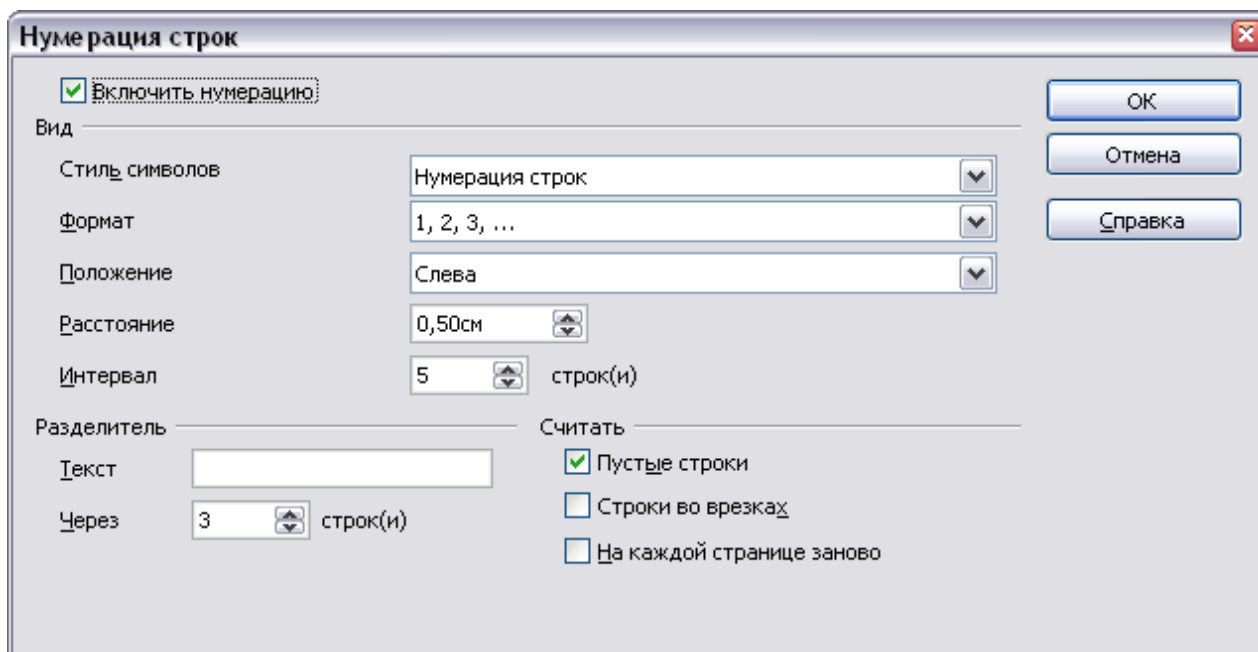 Нумерация строк
Включить нумерацию
ОК
Вид
Отмена
Стиль символов
Нумерация строк
Формат
1, 2, 3, ...
Справка
Положение
Слева
Расстояние
0,50см
Интервал
5 строк(и)
Разделитель
Считать
Текст
Пустые строки
Через
3 строк(и)
Строки во врезках
На каждой странице заново